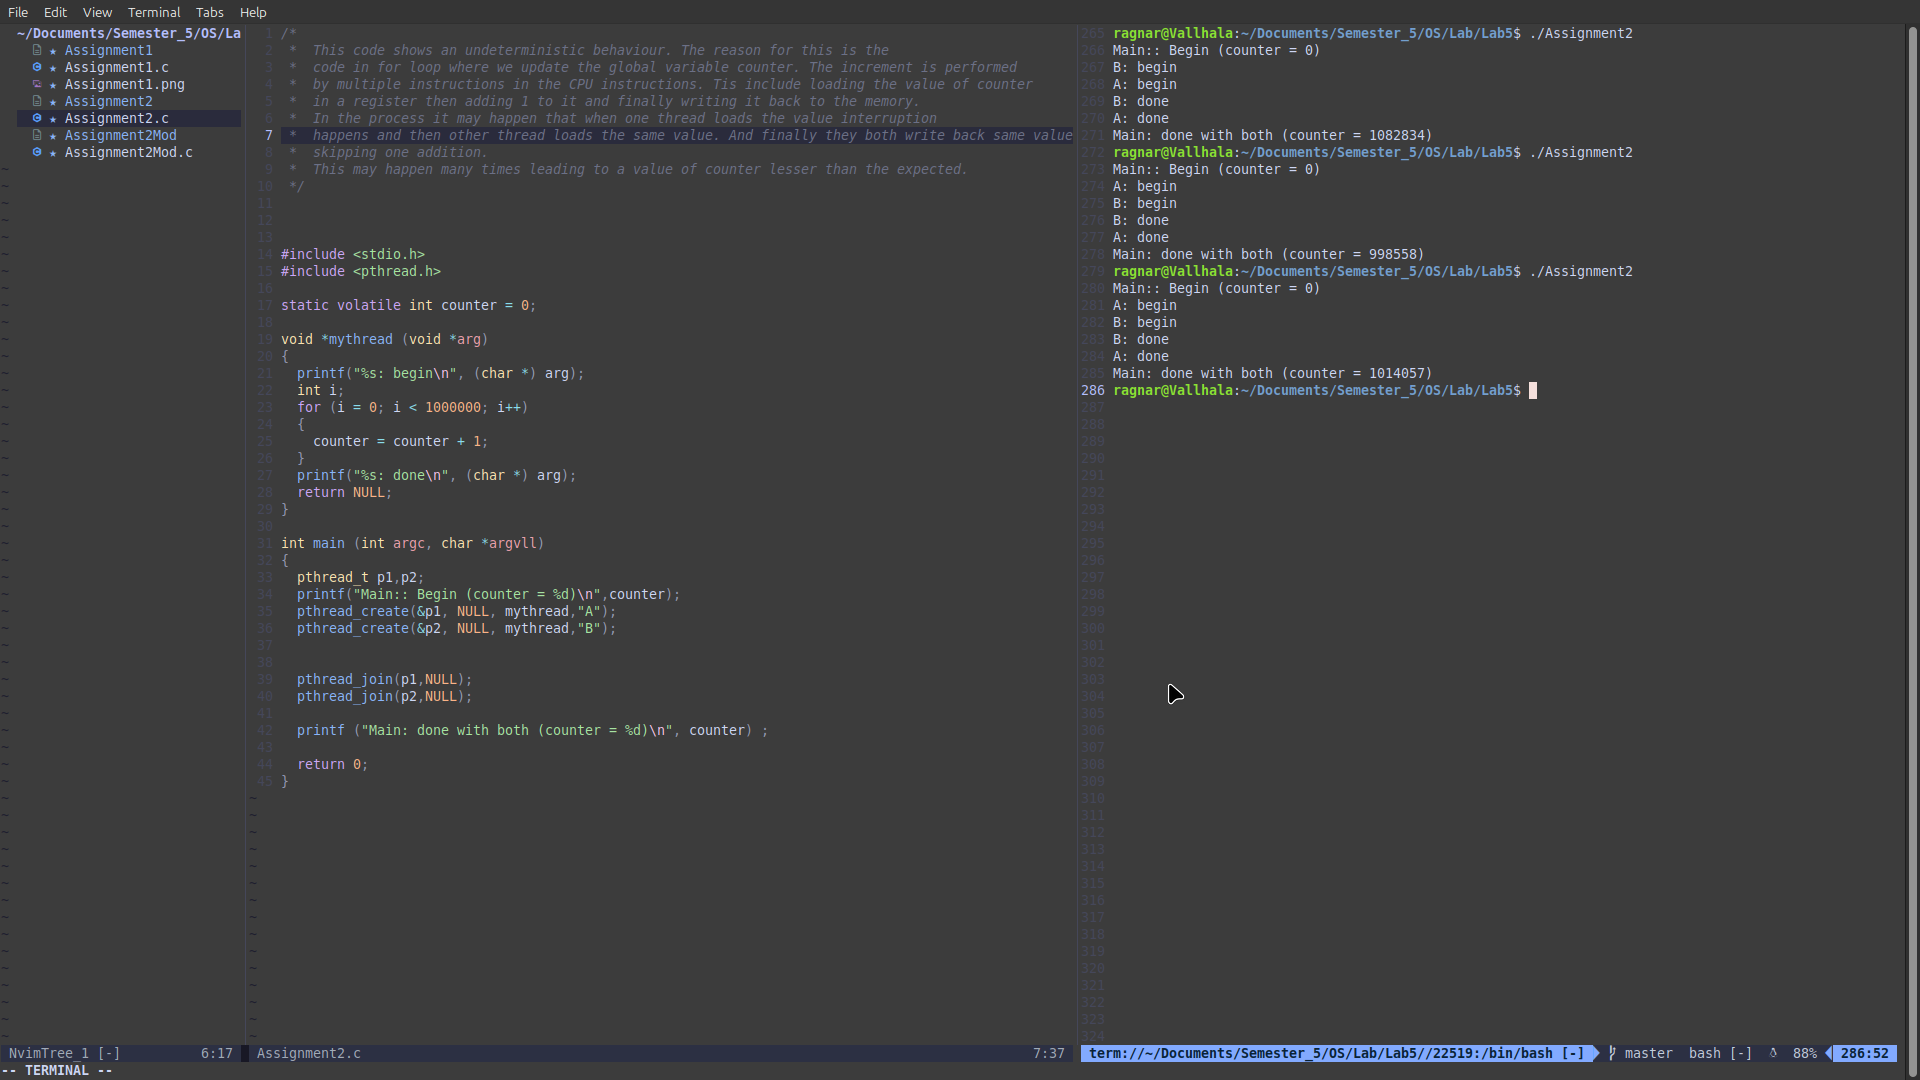 File Edit View Terminal Tabs Help
~/Documents/Semester_5/OS/La
★ Assignment1
★ Assignment1.c
★ Assignment1.png
★ Assignment2
★ Assignment2.c
★ Assignment2Mod
★ Assignment2Mod.c
NvimTree_1 [-] 6:17
1 /*
2 *  This code shows an undeterministic behaviour. The reason for this is the
3 *  code in for loop where we update the global variable counter. The increment is performed
4 *  by multiple instructions in the CPU instructions. Tis include loading the value of counter
5 *  in a register then adding 1 to it and finally writing it back to the memory.
6 *  In the process it may happen that when one thread loads the value interruption
7 *  happens and then other thread loads the same value. And finally they both write back same value
8 *  skipping one addition.
9 *  This may happen many times leading to a value of counter lesser than the expected.
10 */
11
12
13
14 #include <stdio.h>
15 #include <pthread.h>
16
17 static volatile int counter = 0;
18
19 void *mythread (void *arg)
20 {
21   printf("%s: begin\n", (char *) arg);
22   int i;
23   for (i = 0; i < 1000000; i++)
24   {
25     counter = counter + 1;
26   }
27   printf("%s: done\n", (char *) arg);
28   return NULL;
29 }
30
31 int main (int argc, char *argvll)
32 {
33   pthread_t p1,p2;
34   printf("Main:: Begin (counter = %d)\n",counter);
35   pthread_create(&p1, NULL, mythread,"A");
36   pthread_create(&p2, NULL, mythread,"B");
37
38
39   pthread_join(p1,NULL);
40   pthread_join(p2,NULL);
41
42   printf ("Main: done with both (counter = %d)\n", counter) ;
43
44   return 0;
45 }
Assignment2.c 7:37
265 ragnar@Vallhala:~/Documents/Semester_5/OS/Lab/Lab5$ ./Assignment2
266 Main:: Begin (counter = 0)
267 B: begin
268 A: begin
269 B: done
270 A: done
271 Main: done with both (counter = 1082834)
272 ragnar@Vallhala:~/Documents/Semester_5/OS/Lab/Lab5$ ./Assignment2
273 Main:: Begin (counter = 0)
274 A: begin
275 B: begin
276 B: done
277 A: done
278 Main: done with both (counter = 998558)
279 ragnar@Vallhala:~/Documents/Semester_5/OS/Lab/Lab5$ ./Assignment2
280 Main:: Begin (counter = 0)
281 A: begin
282 B: begin
283 B: done
284 A: done
285 Main: done with both (counter = 1014057)
286 ragnar@Vallhala:~/Documents/Semester_5/OS/Lab/Lab5$
287
288
289
290
291
292
293
294
295
296
297
298
299
300
301
302
303
304
305
306
307
308
309
310
311
312
313
314
315
316
317
318
319
320
321
322
323
324
term://~/Documents/Semester_5/OS/Lab/Lab5//22519:/bin/bash [-] master bash [-] 88% 286:52
-- TERMINAL --